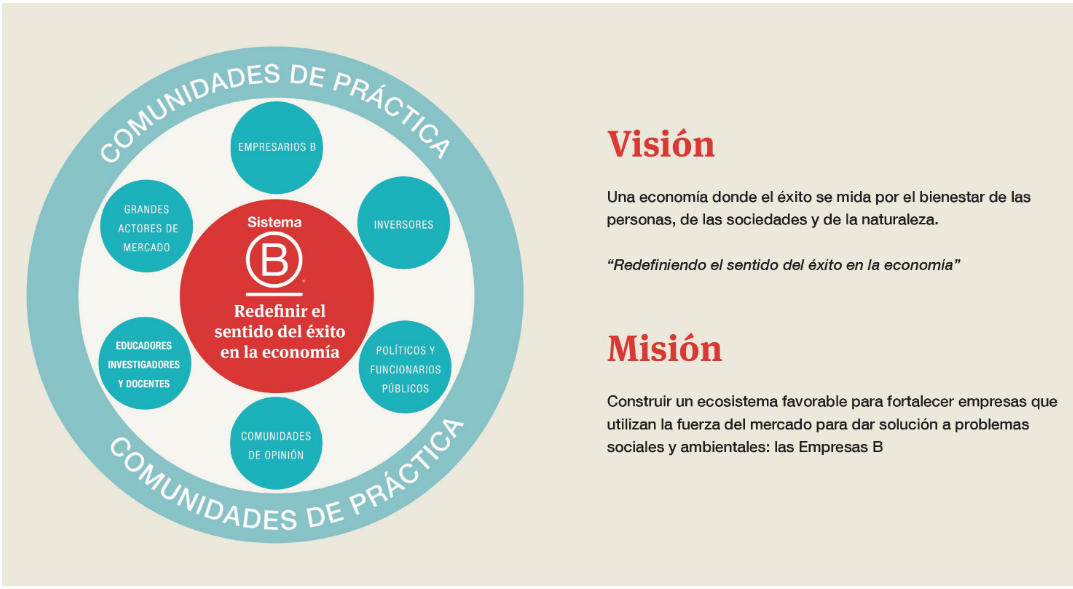 COMUNIDADES DE PRÁCTICA
EMPRESARIOS B
GRANDES
ACTORES DE
MERCADO
INVERSORES
Sistema
B
Redefinir el
sentido del éxito
en la economía
EDUCADORES
INVESTIGADORES
Y DOCENTES
POLÍTICOS Y
FUNCIONARIOS
PÚBLICOS
COMUNIDADES
DE OPINIÓN
COMUNIDADES DE PRÁCTICA
Visión
Una economía donde el éxito se mida por el bienestar de las
personas, de las sociedades y de la naturaleza.
“Redefiniendo el sentido del éxito en la economía”
Misión
Construir un ecosistema favorable para fortalecer empresas que
utilizan la fuerza del mercado para dar solución a problemas
sociales y ambientales: las Empresas B